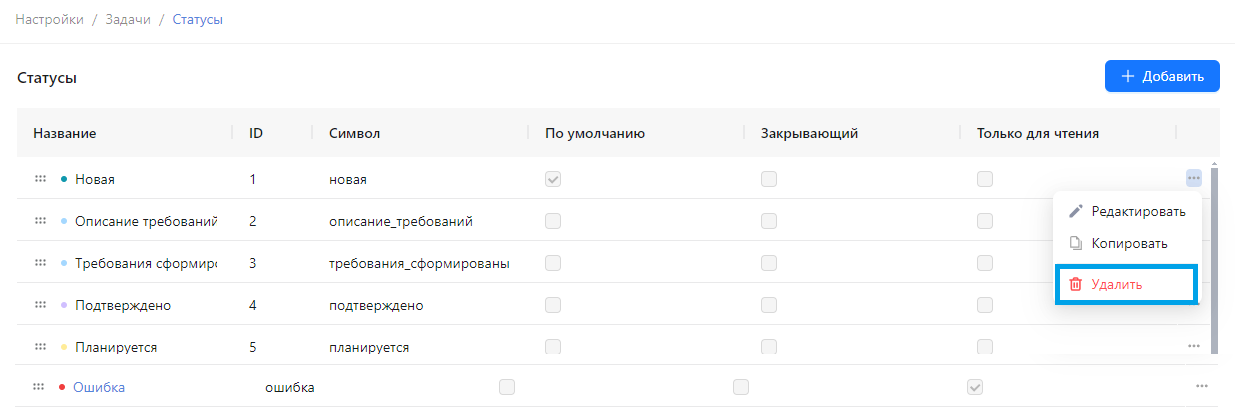 Настройки / Задачи / Статусы
Статусы
Добавить
Название ID Символ По умолчанию Закрывающий Только для чтения
Новая 1 новая
Редактировать
Описание требований 2 описание_требований
Копировать
Требования сформиро 3 требования_сформированы
Удалить
Подтверждено 4 подтверждено
Планируется 5 планируется
Ошибка ошибка